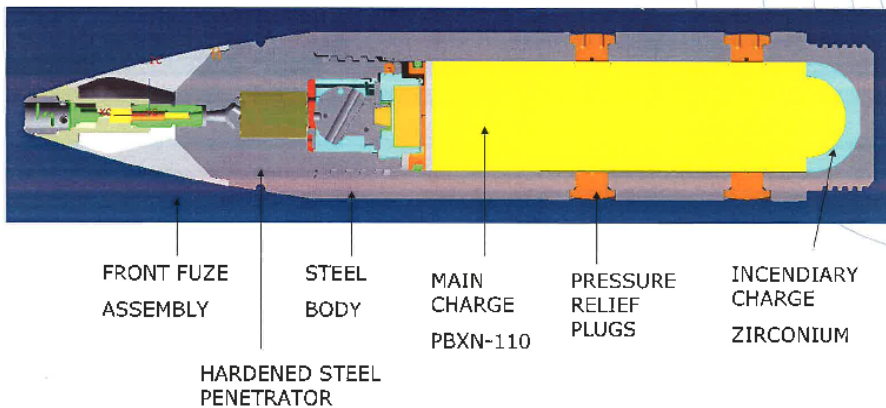 FRONT FUZE
ASSEMBLY
HARDENED STEEL
PENETRATOR
STEEL
BODY
MAIN
CHARGE
PBXN-110
PRESSURE
RELIEF
PLUGS
INCENDIARY
CHARGE
ZIRCONIUM